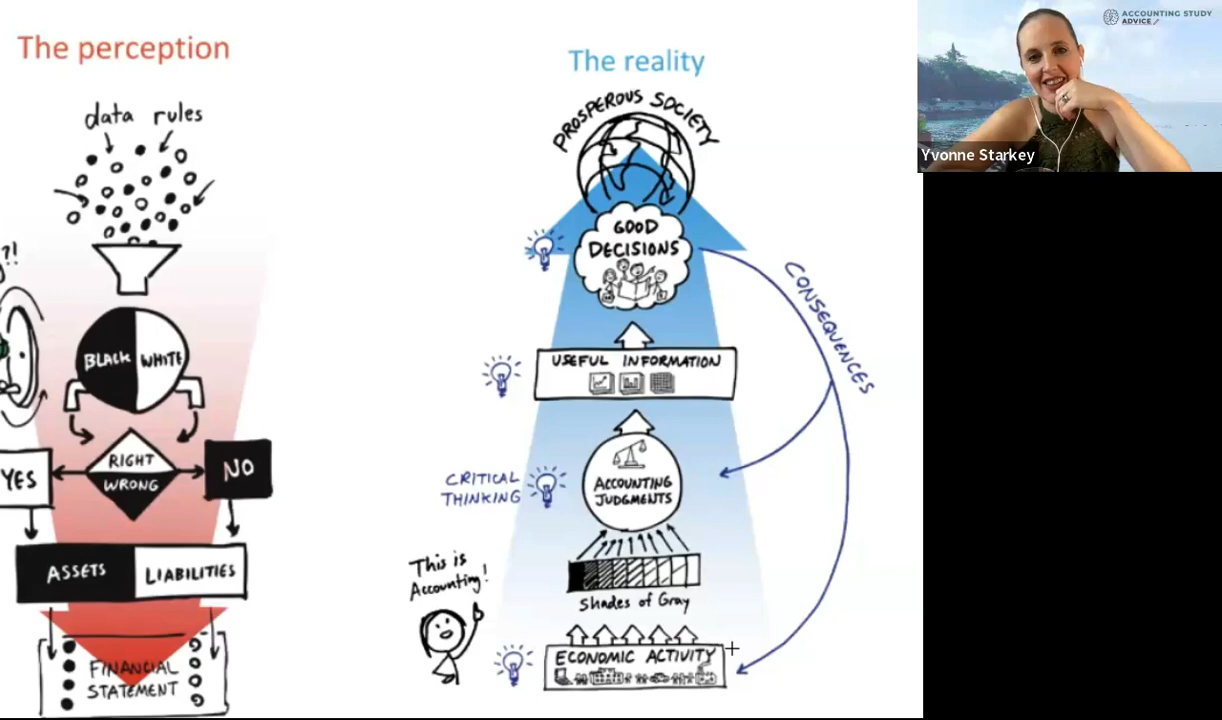 The perception
data rules
?!
BLACK WHITE
YES
RIGHT
WRONG
NO
ASSETS
LIABILITIES
FINANCIAL
STATEMENT
The reality
PROSPEROUS SOCIETY
GOOD
DECISIONS
CONSEQUENCES
USEFUL INFORMATION
CRITICAL
THINKING
ACCOUNTING
JUDGMENTS
This is
Accounting!
Shades of Gray
ECONOMIC ACTIVITY
ACCOUNTING STUDY
ADVICE
Yvonne Starkey